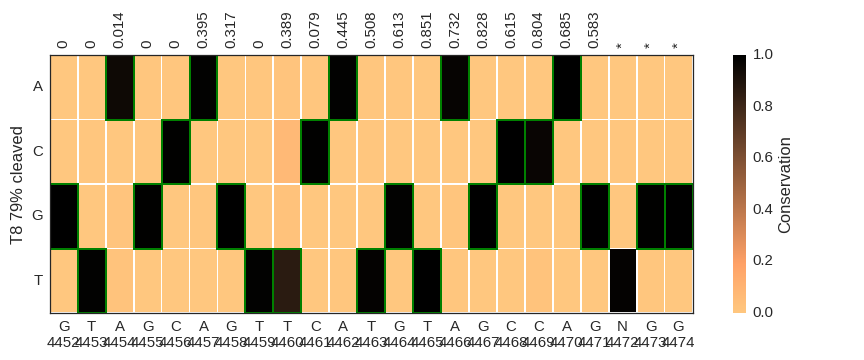 0 0 0.014 0 0 0.395 0.317 0 0.389 0.079 0.445 0.508 0.613 0.851 0.732 0.828 0.615 0.804 0.685 0.583 * * *
A
C
G
T
T8 79% cleaved
G T A G C A G T T C A T G T A G C C A G N G G
4452 4453 4454 4455 4456 4457 4458 4459 4460 4461 4462 4463 4464 4465 4466 4467 4468 4469 4470 4471 4472 4473 4474
1.0
0.8
0.6
0.4
0.2
0.0
Conservation